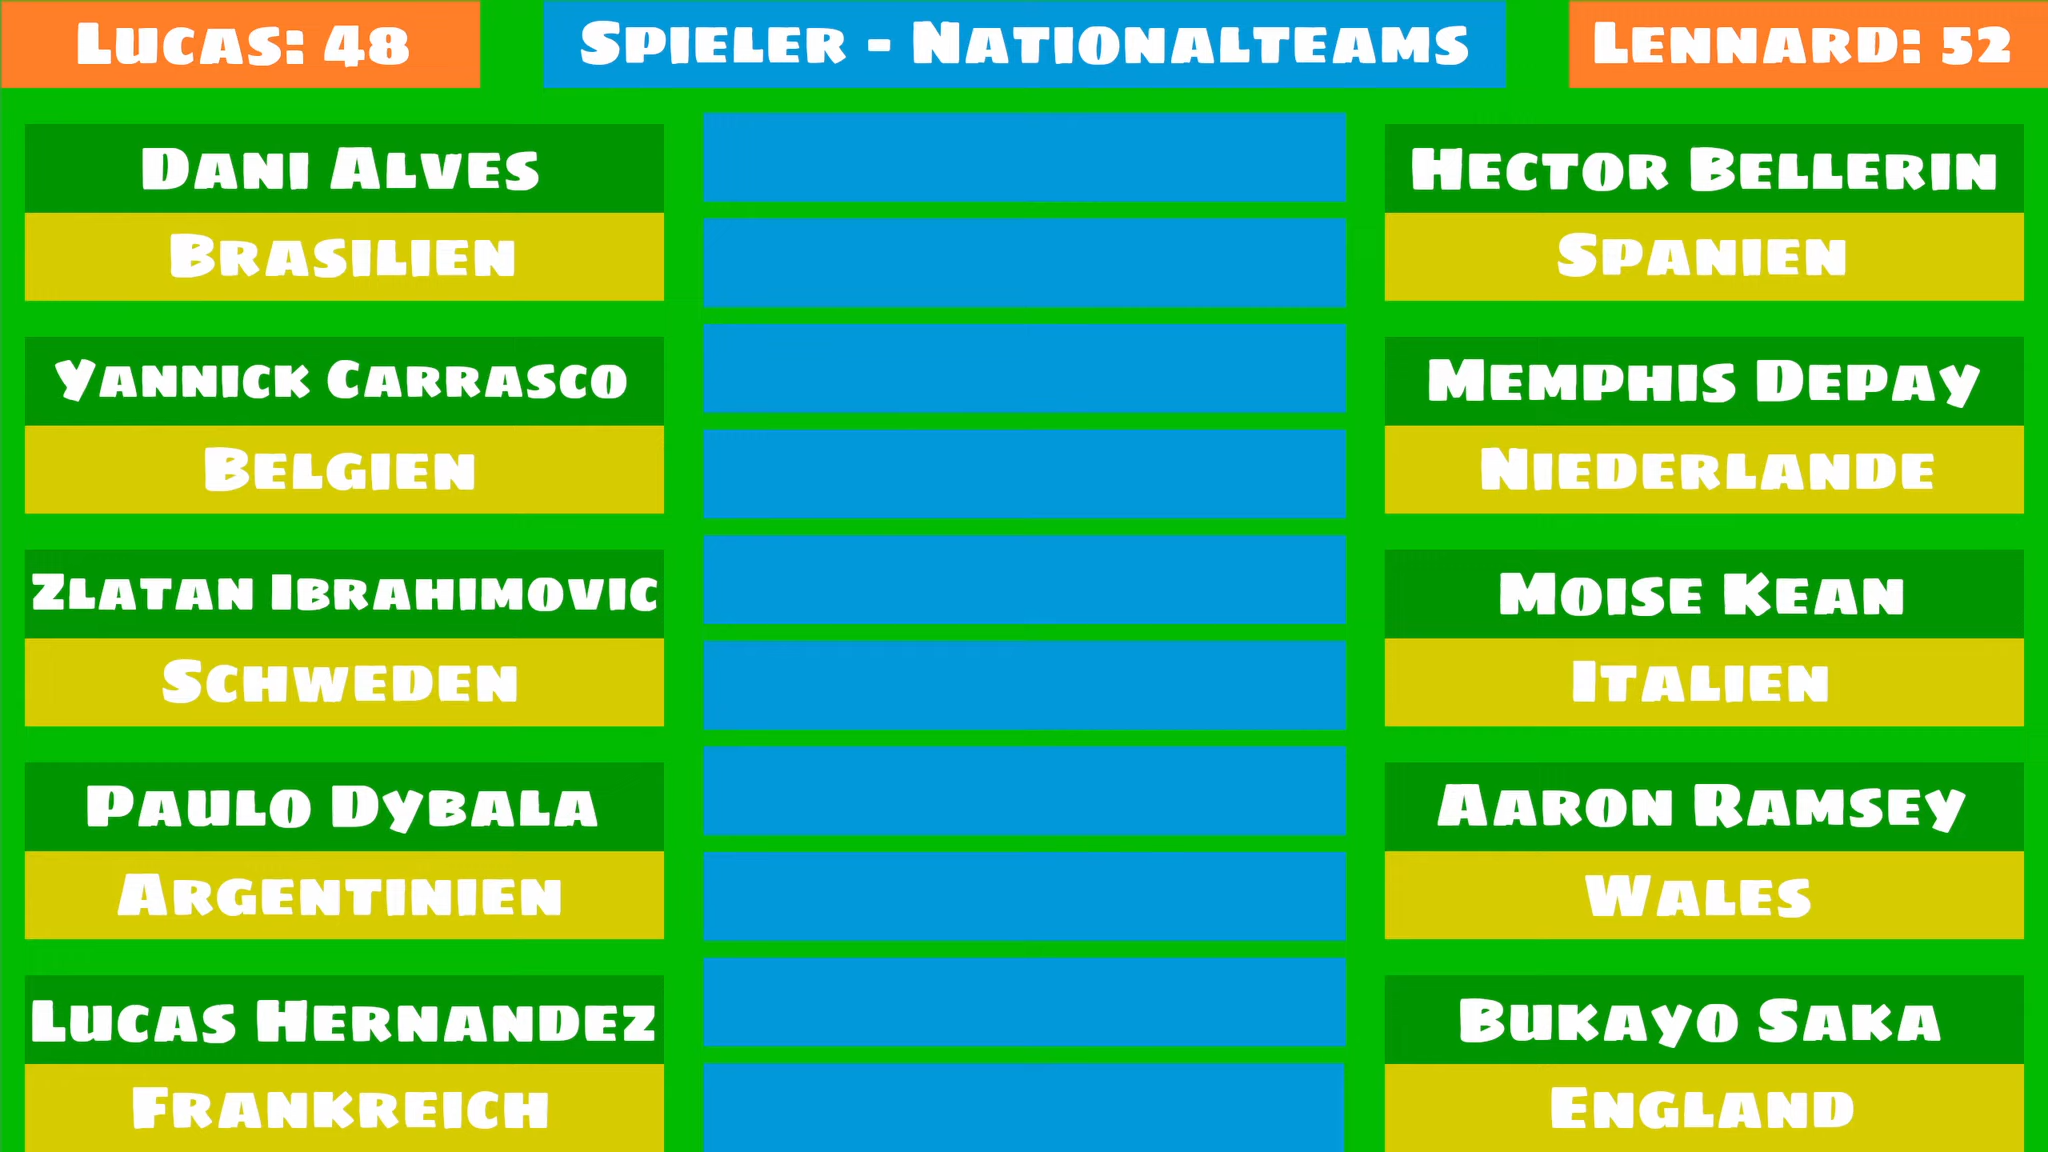 Lucas: 48
Spieler - Nationalteams
Lennard: 52
Dani Alves
Brasilien
Yannick Carrasco
Belgien
Zlatan Ibrahimovic
Schweden
Paulo Dybala
Argentinien
Lucas Hernandez
Frankreich
Hector Bellerin
Spanien
Memphis Depay
Niederlande
Moise Kean
Italien
Aaron Ramsey
Wales
Bukayo Saka
England